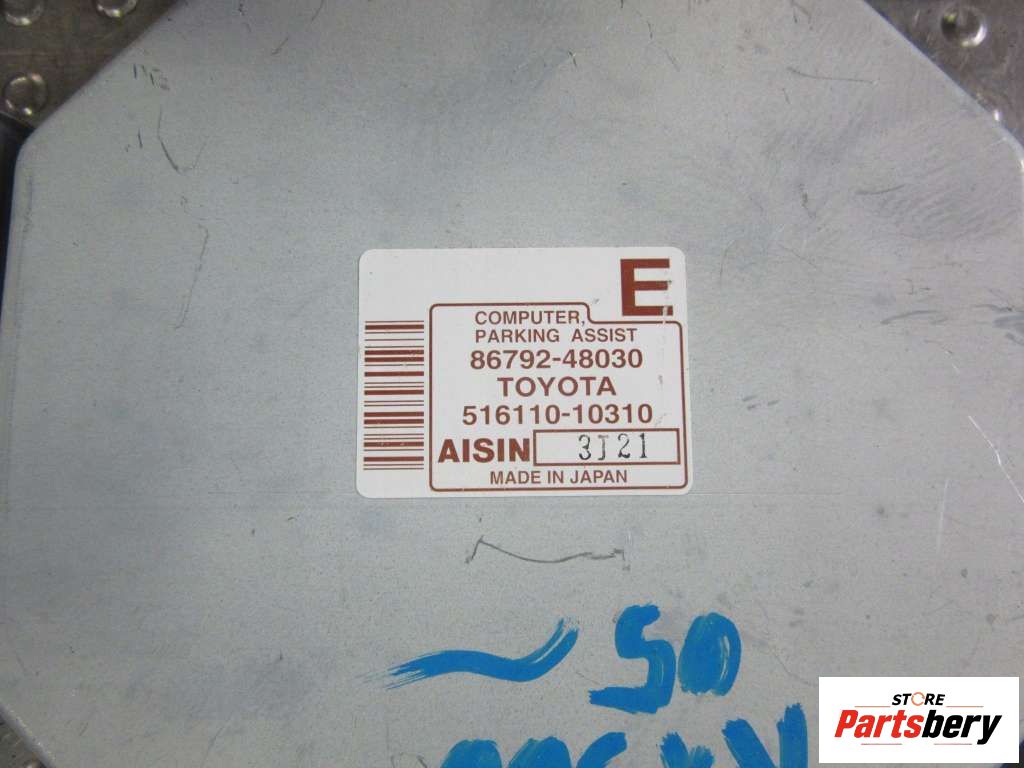 E
COMPUTER,
PARKING ASSIST
86792-48030
TOYOTA
516110-10310
AISIN 3J21
MADE IN JAPAN
~50
STORE
Partsbery